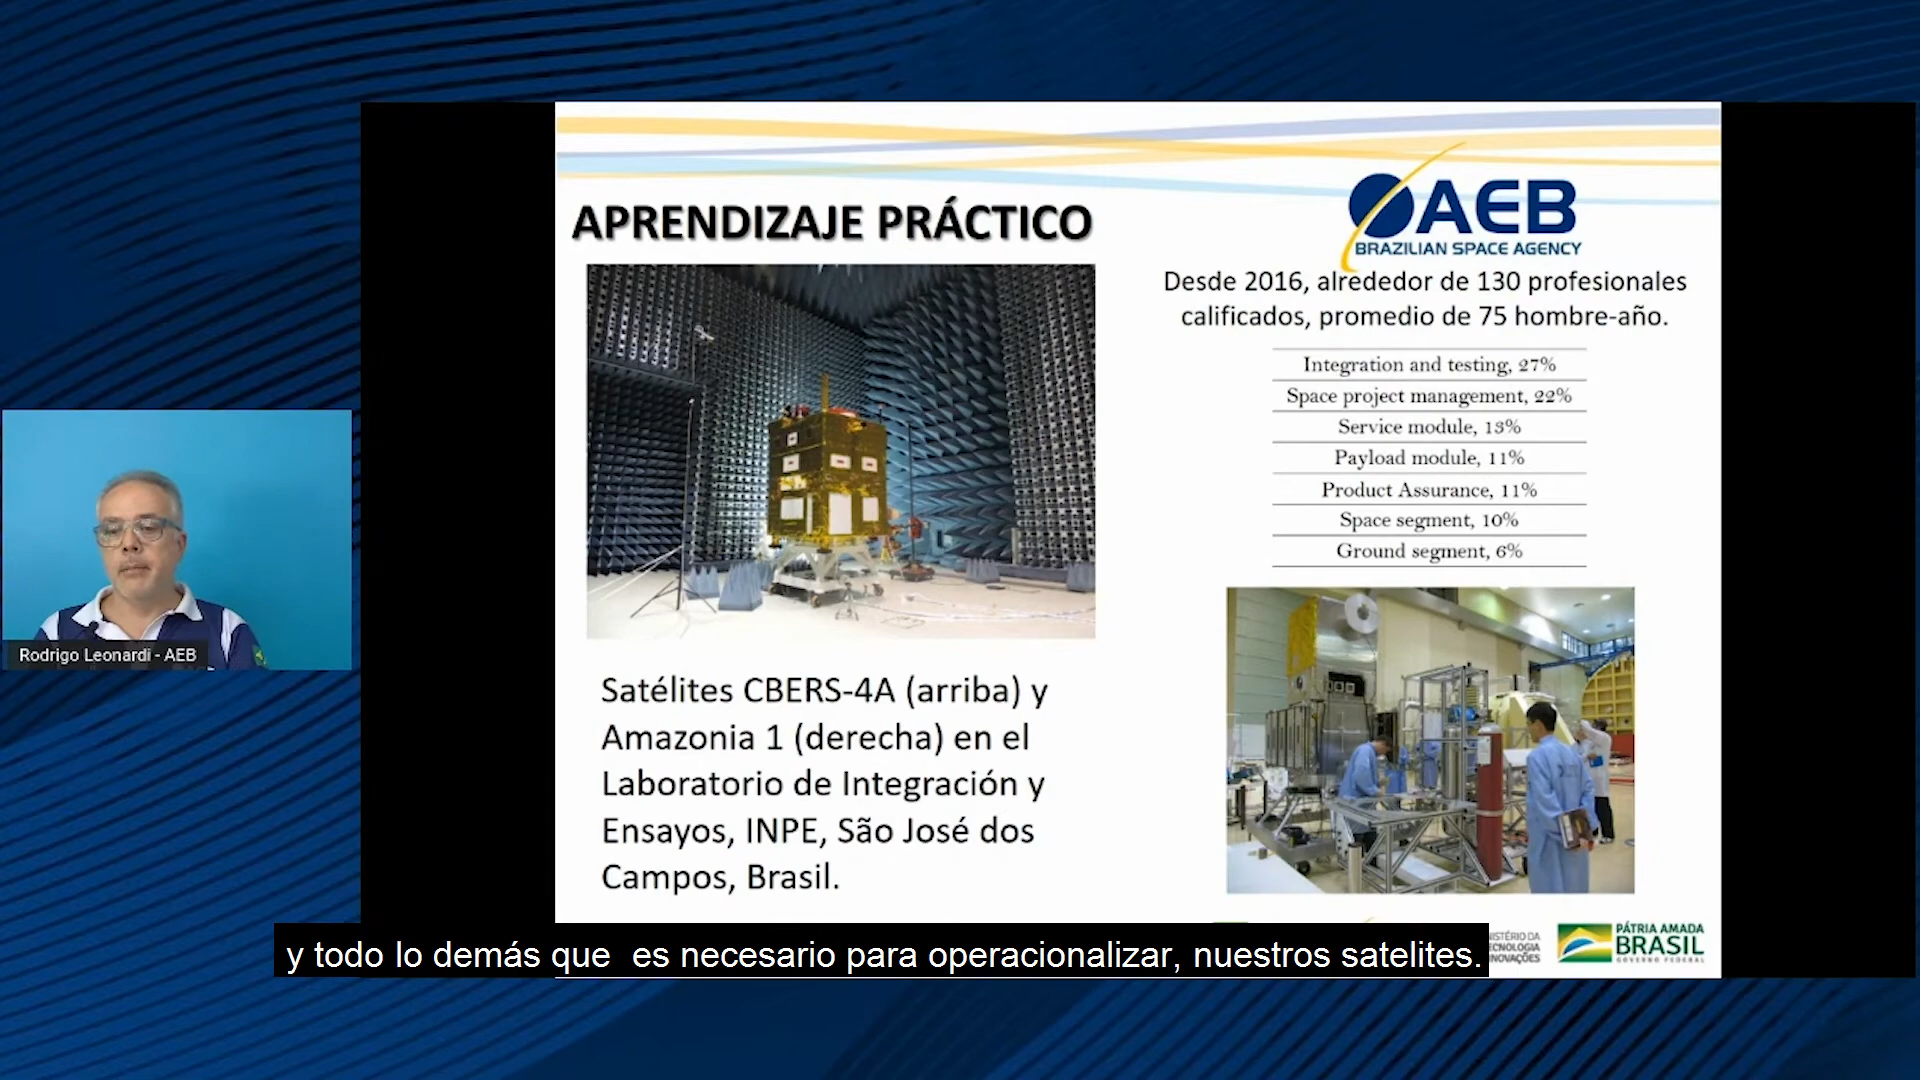 APRENDIZAJE PRÁCTICO
AEB
BRAZILIAN SPACE AGENCY
Desde 2016, alrededor de 130 profesionales
calificados, promedio de 75 hombre-año.
Integration and testing, 27%
Space project management, 22%
Service module, 13%
Payload module, 11%
Product Assurance, 11%
Space segment, 10%
Ground segment, 6%
Satélites CBERS-4A (arriba) y
Amazonia 1 (derecha) en el
Laboratorio de Integración y
Ensayos, INPE, São José dos
Campos, Brasil.
Rodrigo Leonardi - AEB
PÁTRIA AMADA
BRASIL
GOVERNO FEDERAL
y todo lo demás que  es necesario para operacionalizar, nuestros satelites.